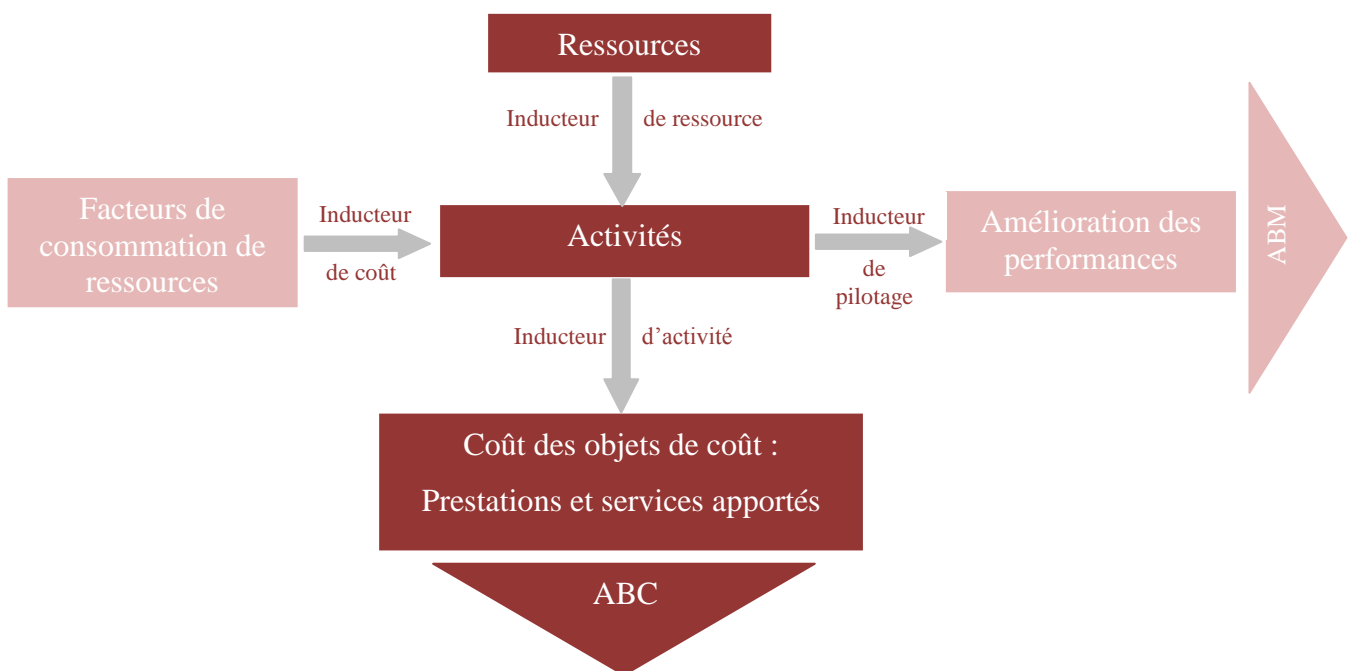 Ressources
Inducteur de ressource
Facteurs de
consommation de
ressources
Inducteur
de coût
Activités
Inducteur
de
pilotage
Amélioration des
performances
ABM
Inducteur d’activité
Coût des objets de coût :
Prestations et services apportés
ABC